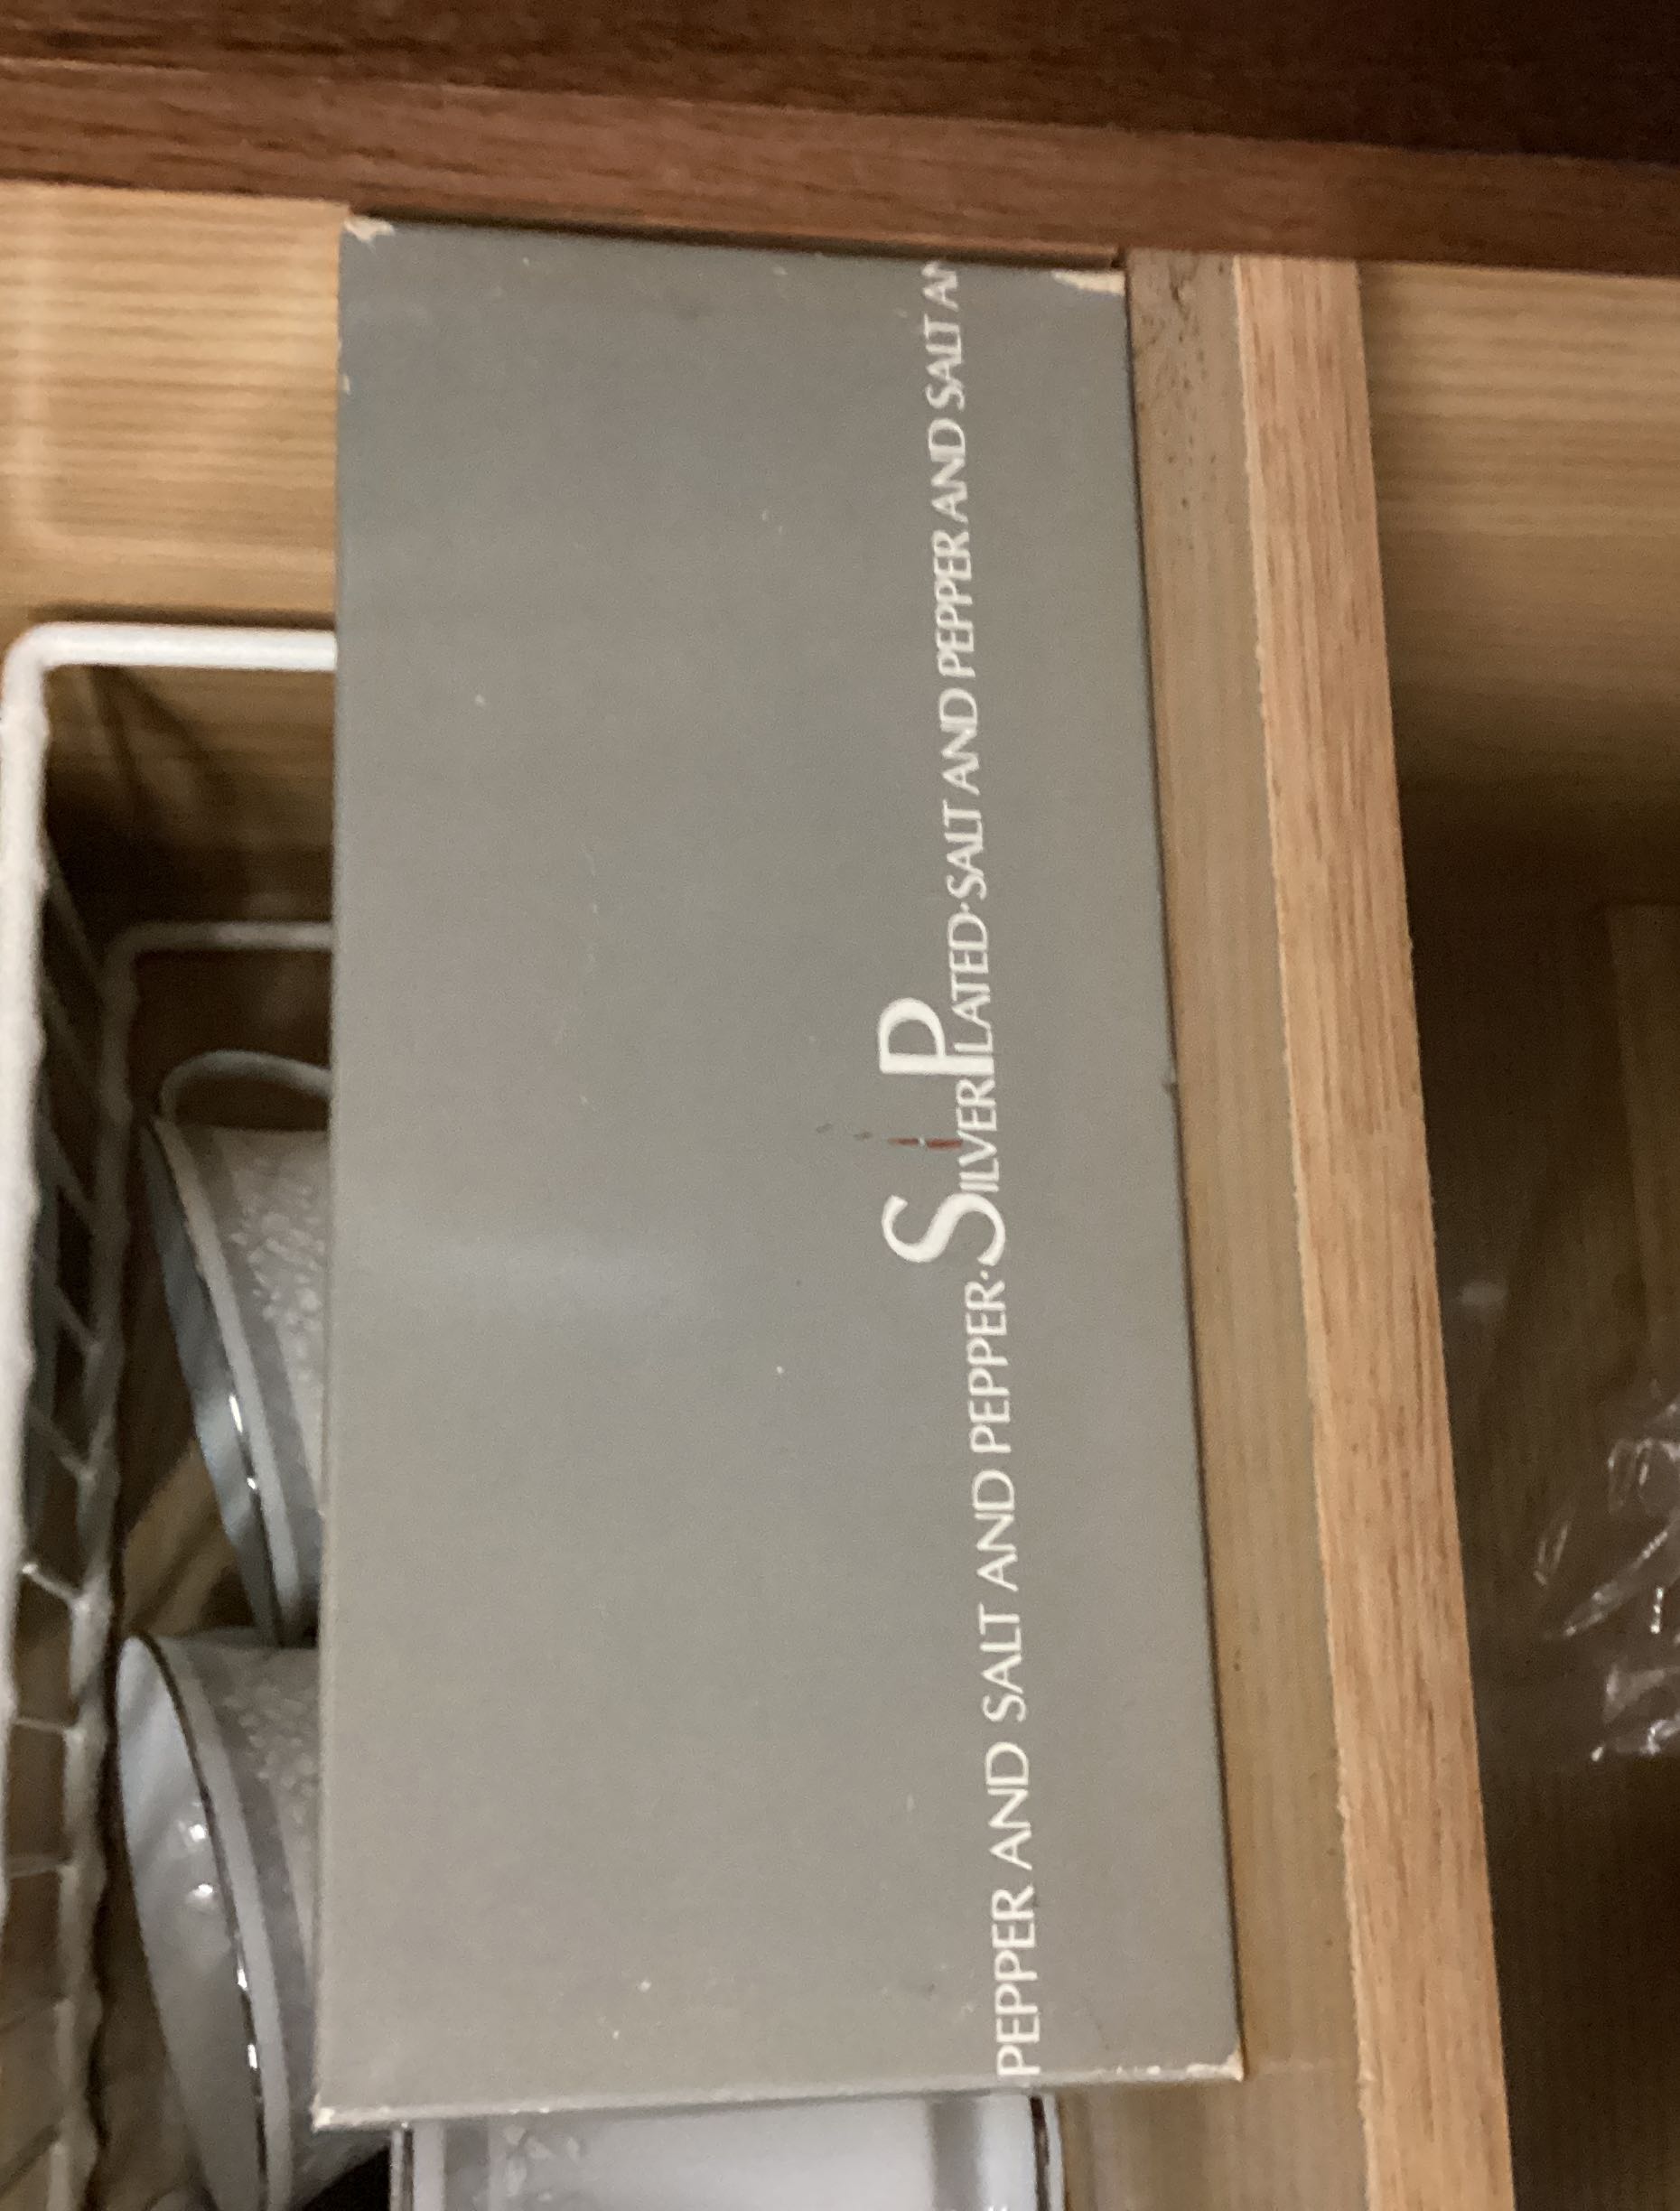 PEPPER AND SALT AND PEPPER·SILVERPLATED·SALT AND PEPPER AND SALT AN